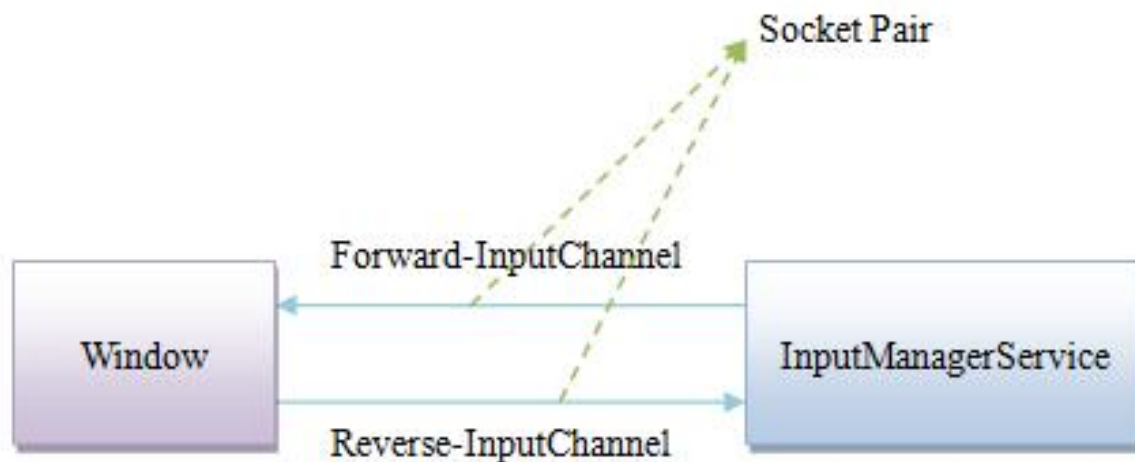 Socket Pair
Forward-InputChannel
Window
InputManagerService
Reverse-InputChannel